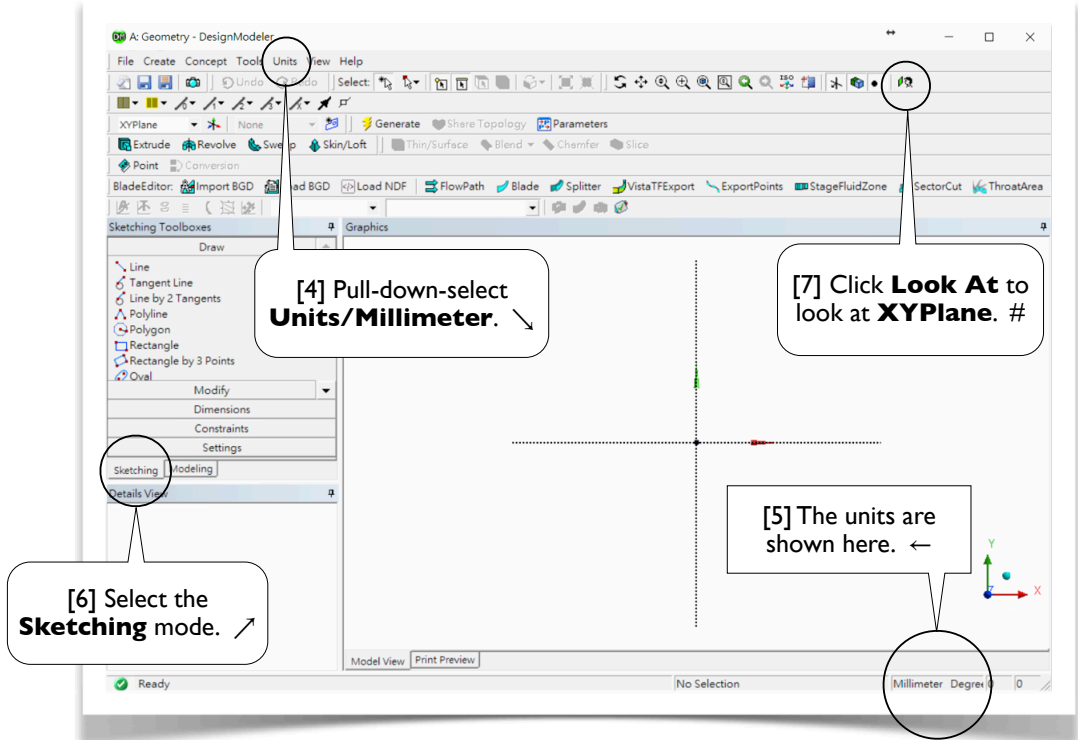 A: Geometry - DesignModeler
File Create Concept Tools Units View Help
Undo Redo Select:
ISO
XYPlane None Generate Share Topology Parameters
Extrude Revolve Sweep Skin/Loft Thin/Surface Blend Chamfer Slice
Point Conversion
BladeEditor: Import BGD Load BGD Load NDF FlowPath Blade Splitter VistaTFExport ExportPoints StageFluidZone SectorCut ThroatArea
Sketching Toolboxes
Graphics
Draw
Line
Tangent Line
Line by 2 Tangents
Polyline
Polygon
Rectangle
Rectangle by 3 Points
Oval
Modify
Dimensions
Constraints
Settings
Sketching Modeling
Details View
[4] Pull-down-select
Units/Millimeter. ↘
[7] Click Look At to
look at XYPlane. #
[5] The units are
shown here. ←
[6] Select the
Sketching mode. ↗
Y
Z
X
Model View Print Preview
Ready
No Selection
Millimeter Degree 0 0